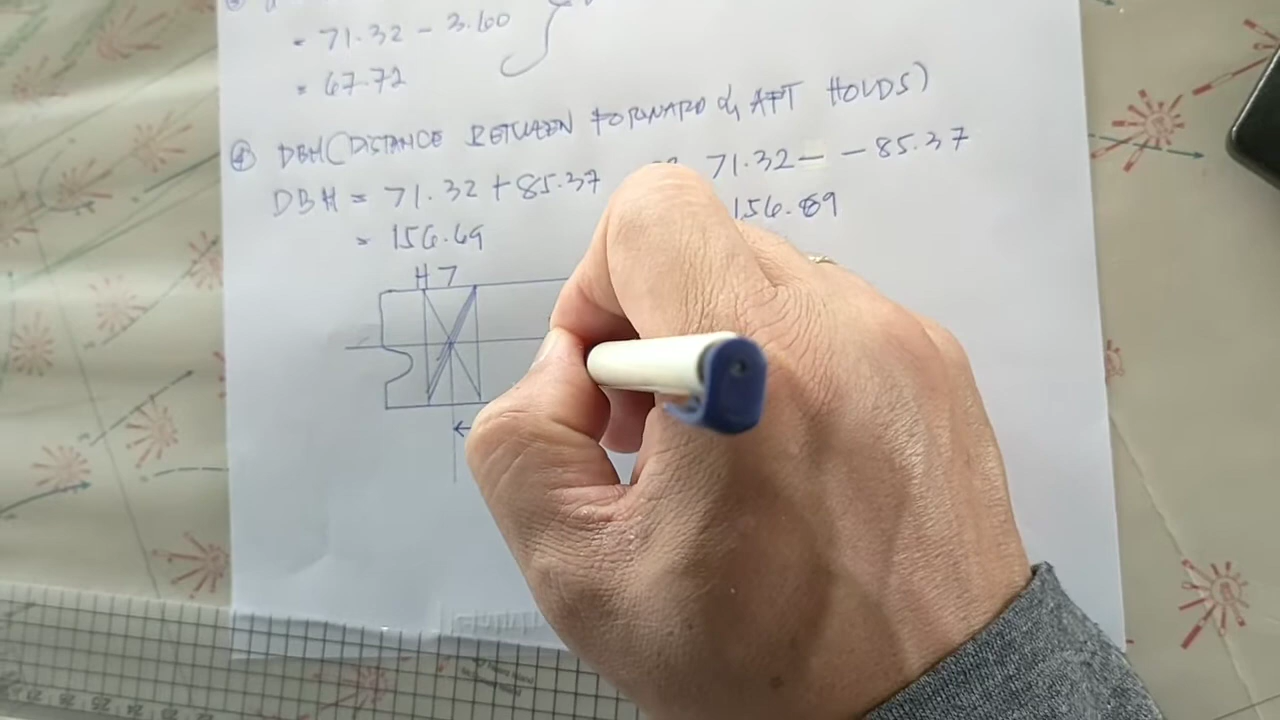 = 71.32 - 3.60
= 67.72
④ DBH (DISTANCE BETWEEN FORWARD & AFT HOLDS)
DBH = 71.32 + 85.37 71.32 - - 85.37
= 156.69 156.69
H7